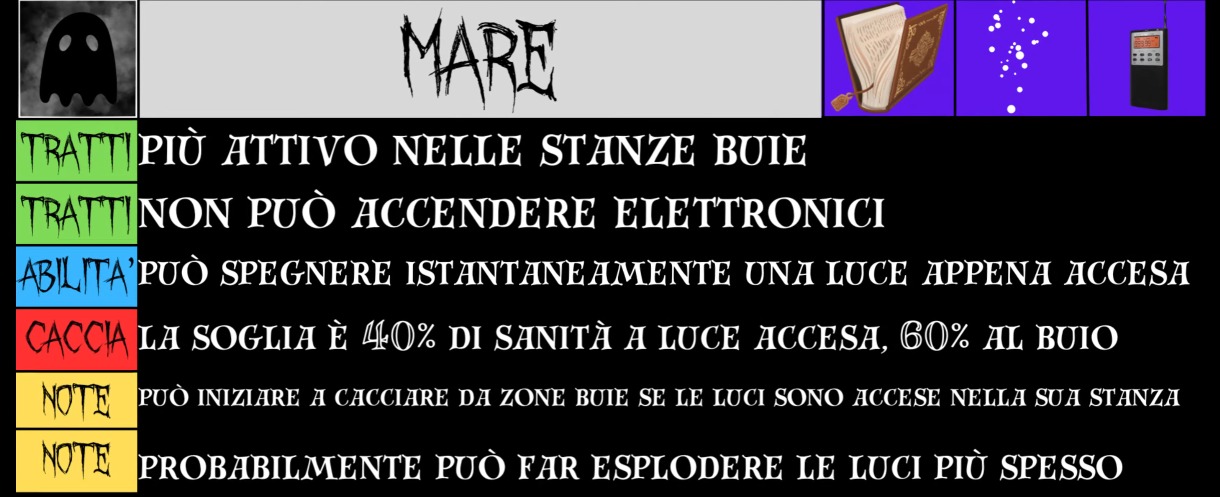 MARE
TRATTI PIÙ ATTIVO NELLE STANZE BUIE
TRATTI NON PUÒ ACCENDERE ELETTRONICI
ABILITA' PUÒ SPEGNERE ISTANTANEAMENTE UNA LUCE APPENA ACCESA
CACCIA LA SOGLIA È 40% DI SANITÀ A LUCE ACCESA, 60% AL BUIO
NOTE PUÒ INIZIARE A CACCIARE DA ZONE BUIE SE LE LUCI SONO ACCESE NELLA SUA STANZA
NOTE PROBABILMENTE PUÒ FAR ESPLODERE LE LUCI PIÙ SPESSO